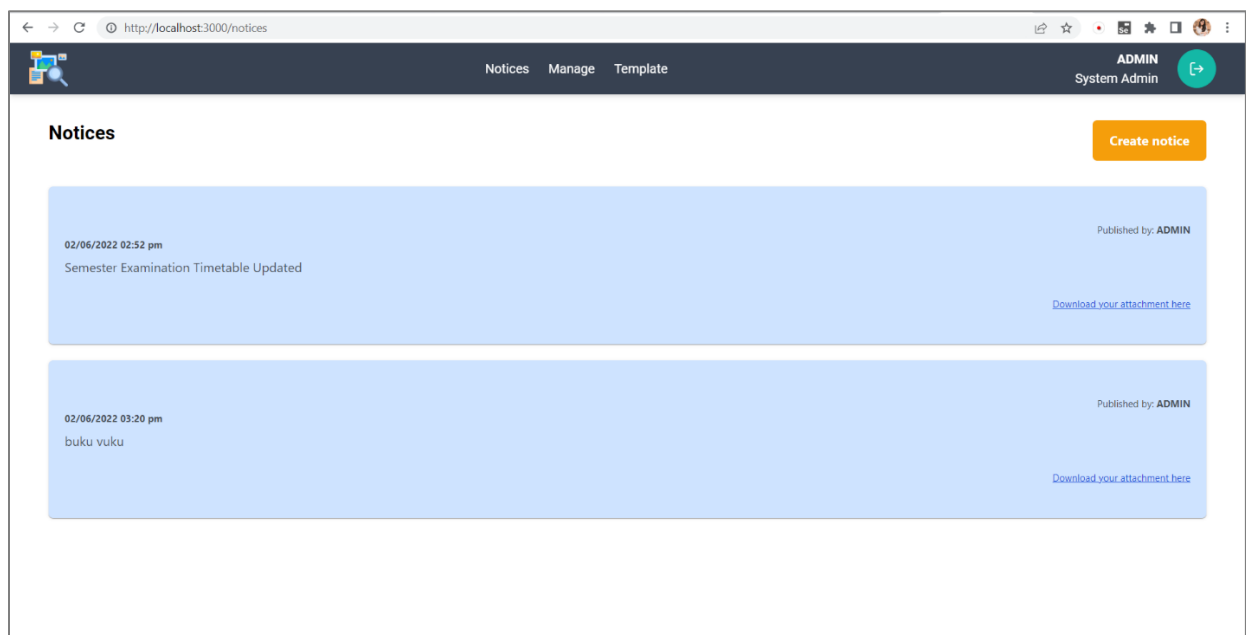 http://localhost:3000/notices
Se
Notices Manage Template
ADMIN
System Admin
Notices
Create notice
Published by: ADMIN
02/06/2022 02:52 pm
Semester Examination Timetable Updated
Download your attachment here
Published by: ADMIN
02/06/2022 03:20 pm
buku vuku
Download your attachment here